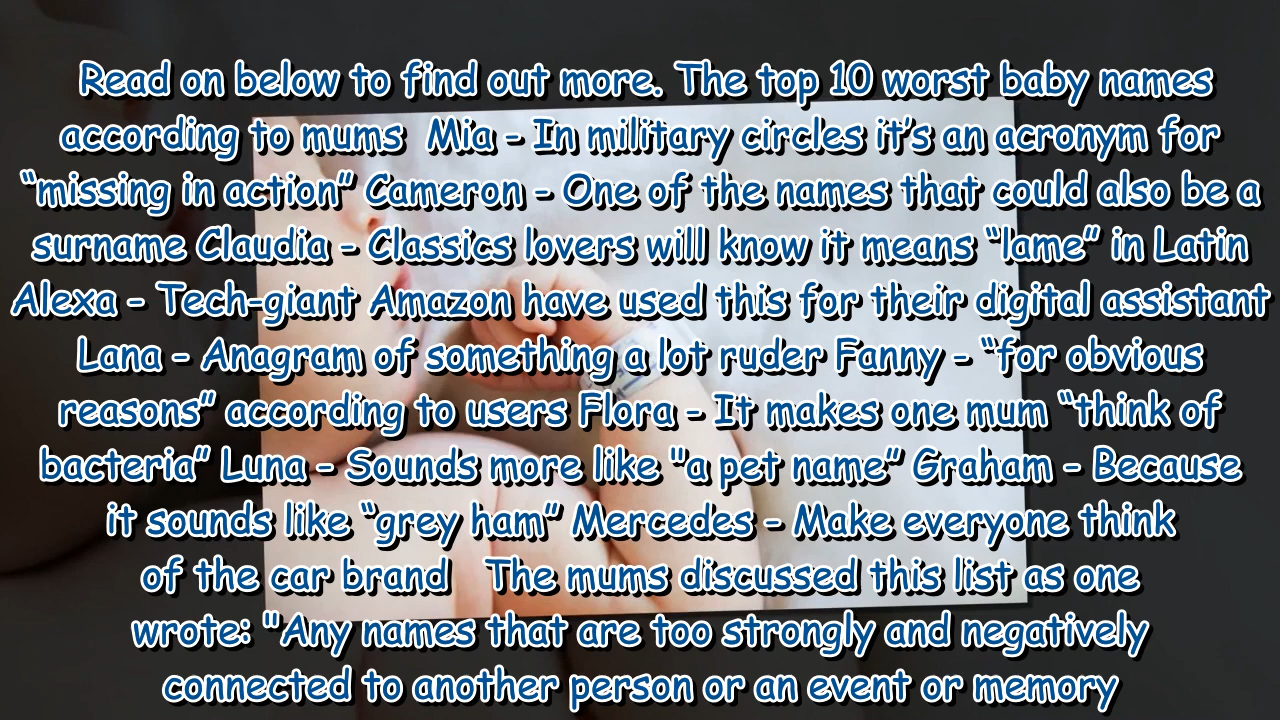 Read on below to find out more. The top 10 worst baby names
according to mums  Mia - In military circles it’s an acronym for
“missing in action” Cameron - One of the names that could also be a
surname Claudia - Classics lovers will know it means “lame” in Latin
Alexa - Tech-giant Amazon have used this for their digital assistant
Lana - Anagram of something a lot ruder Fanny - “for obvious
reasons” according to users Flora - It makes one mum “think of
bacteria” Luna - Sounds more like "a pet name” Graham - Because
it sounds like “grey ham” Mercedes - Make everyone think
of the car brand   The mums discussed this list as one
wrote: "Any names that are too strongly and negatively
connected to another person or an event or memory